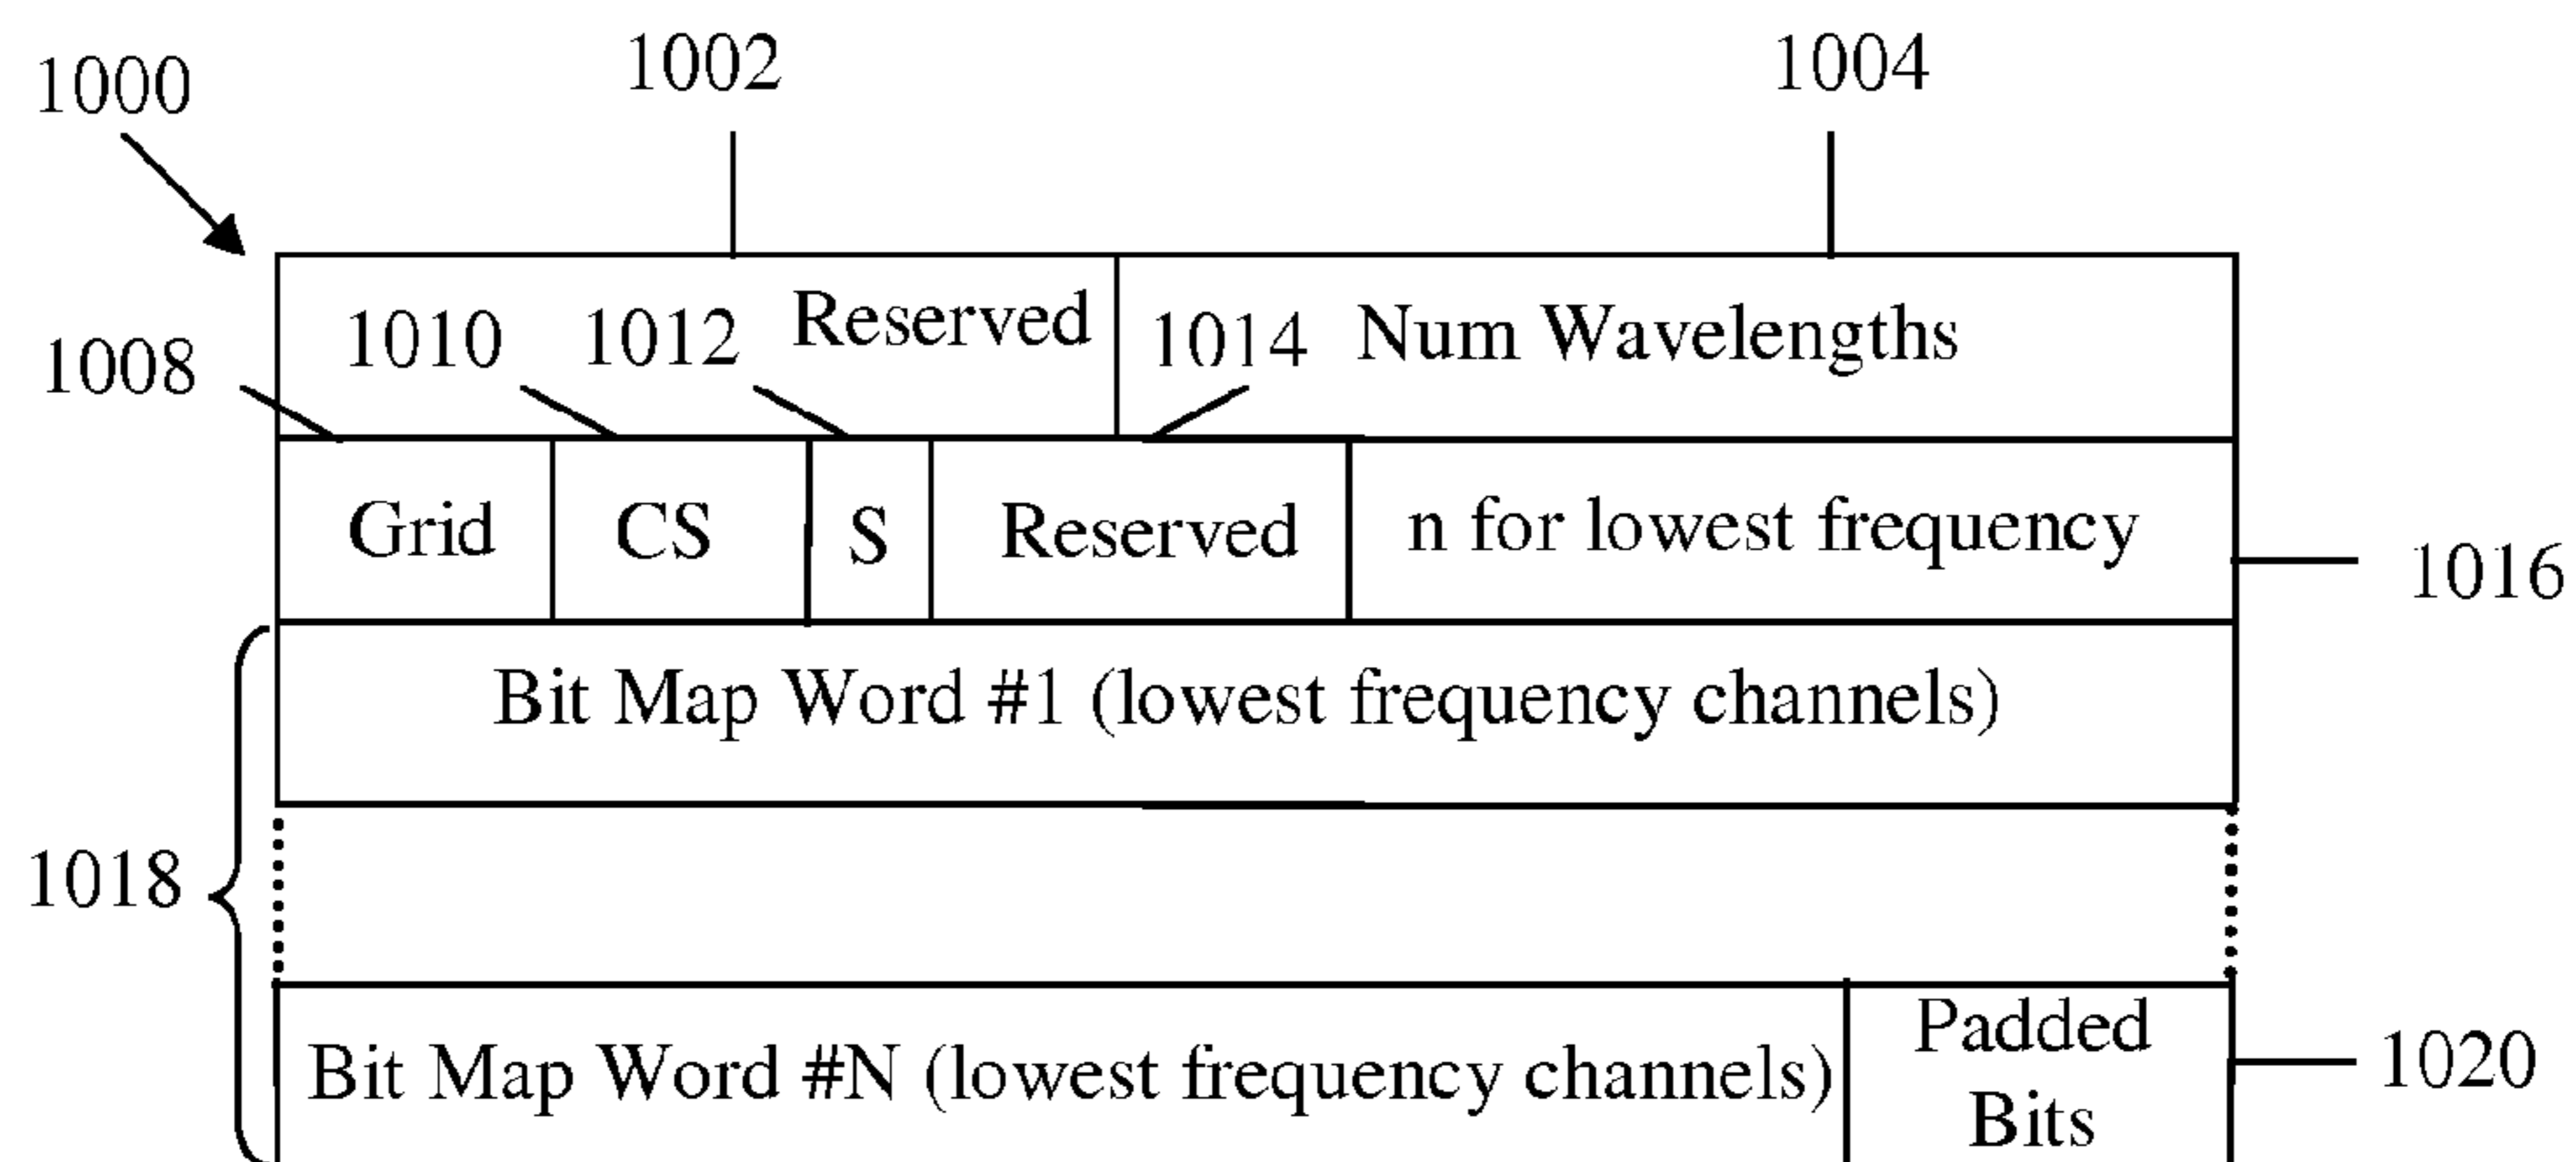 1000
1002
1004
1008
1010
1012
Reserved
1014
Num Wavelengths
Grid
CS
S
Reserved
n for lowest frequency
1016
Bit Map Word #1 (lowest frequency channels)
1018
Bit Map Word #N (lowest frequency channels)
Padded
Bits
1020